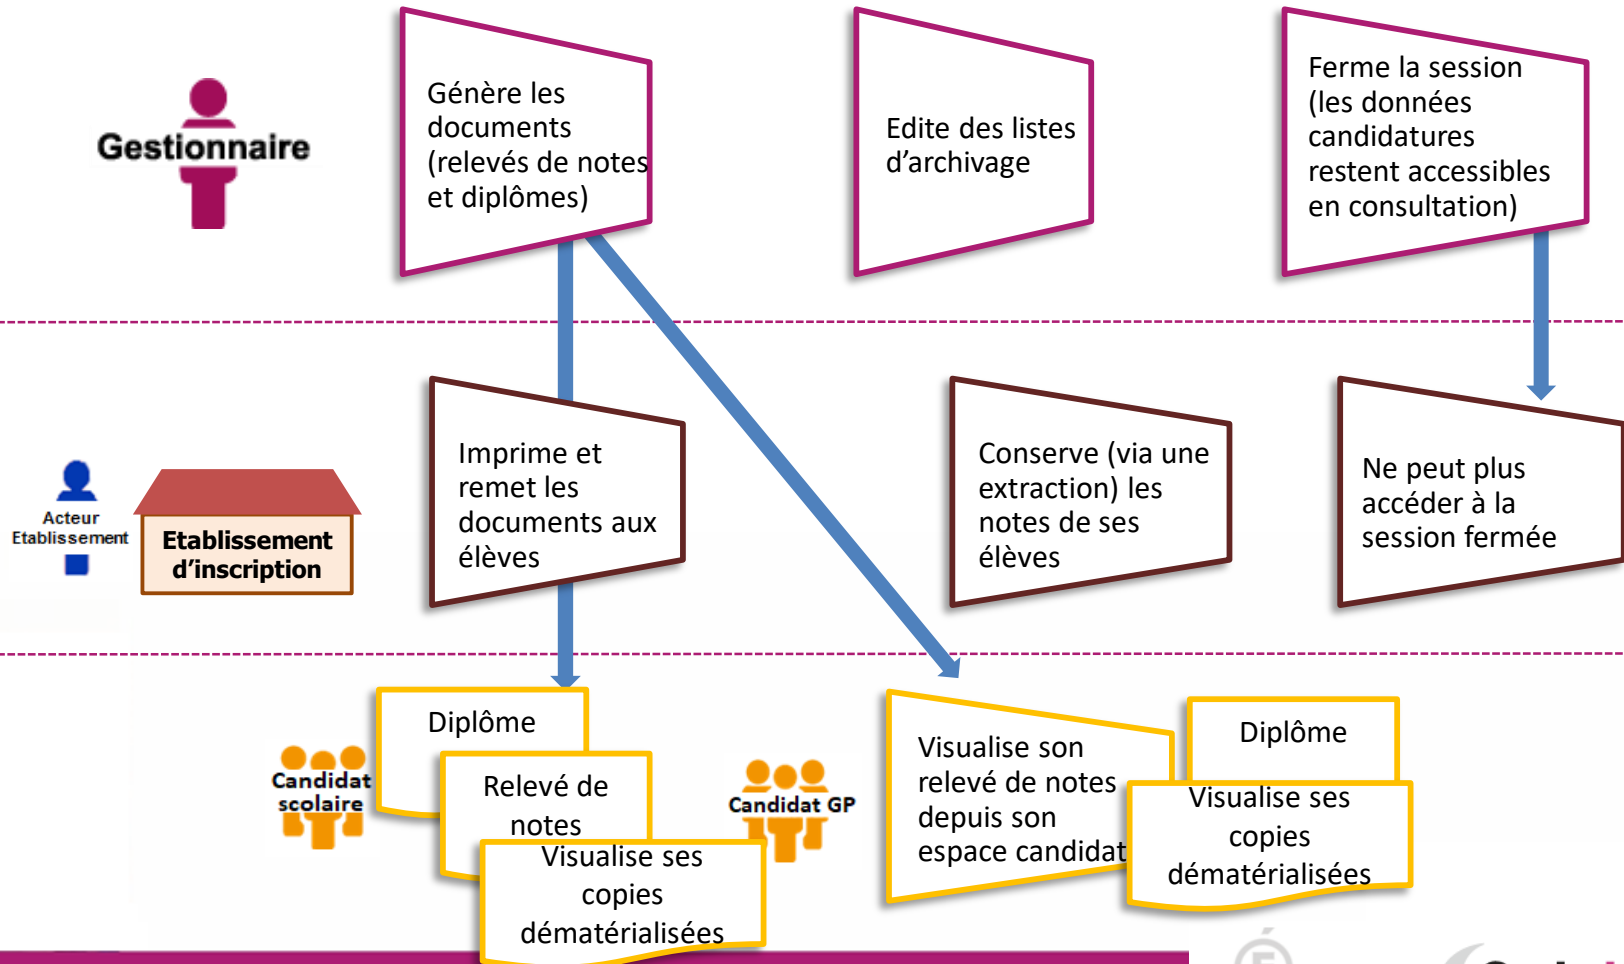 Gestionnaire
Génère les
documents
(relevés de notes
et diplômes)
Edite des listes
d’archivage
Ferme la session
(les données
candidatures
restent accessibles
en consultation)
Acteur
Etablissement
Etablissement
d’inscription
Imprime et
remet les
documents aux
élèves
Conserve (via une
extraction) les
notes de ses
élèves
Ne peut plus
accéder à la
session fermée
Candidat
scolaire
Diplôme
Relevé de
notes
Visualise ses
copies
dématérialisées
Candidat GP
Visualise son
relevé de notes
depuis son
espace candidat
Diplôme
Visualise ses
copies
dématérialisées